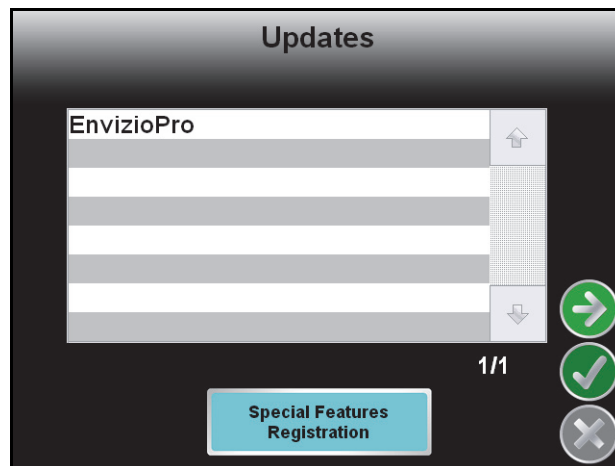 Updates
EnvizioPro
1/1
Special Features
Registration